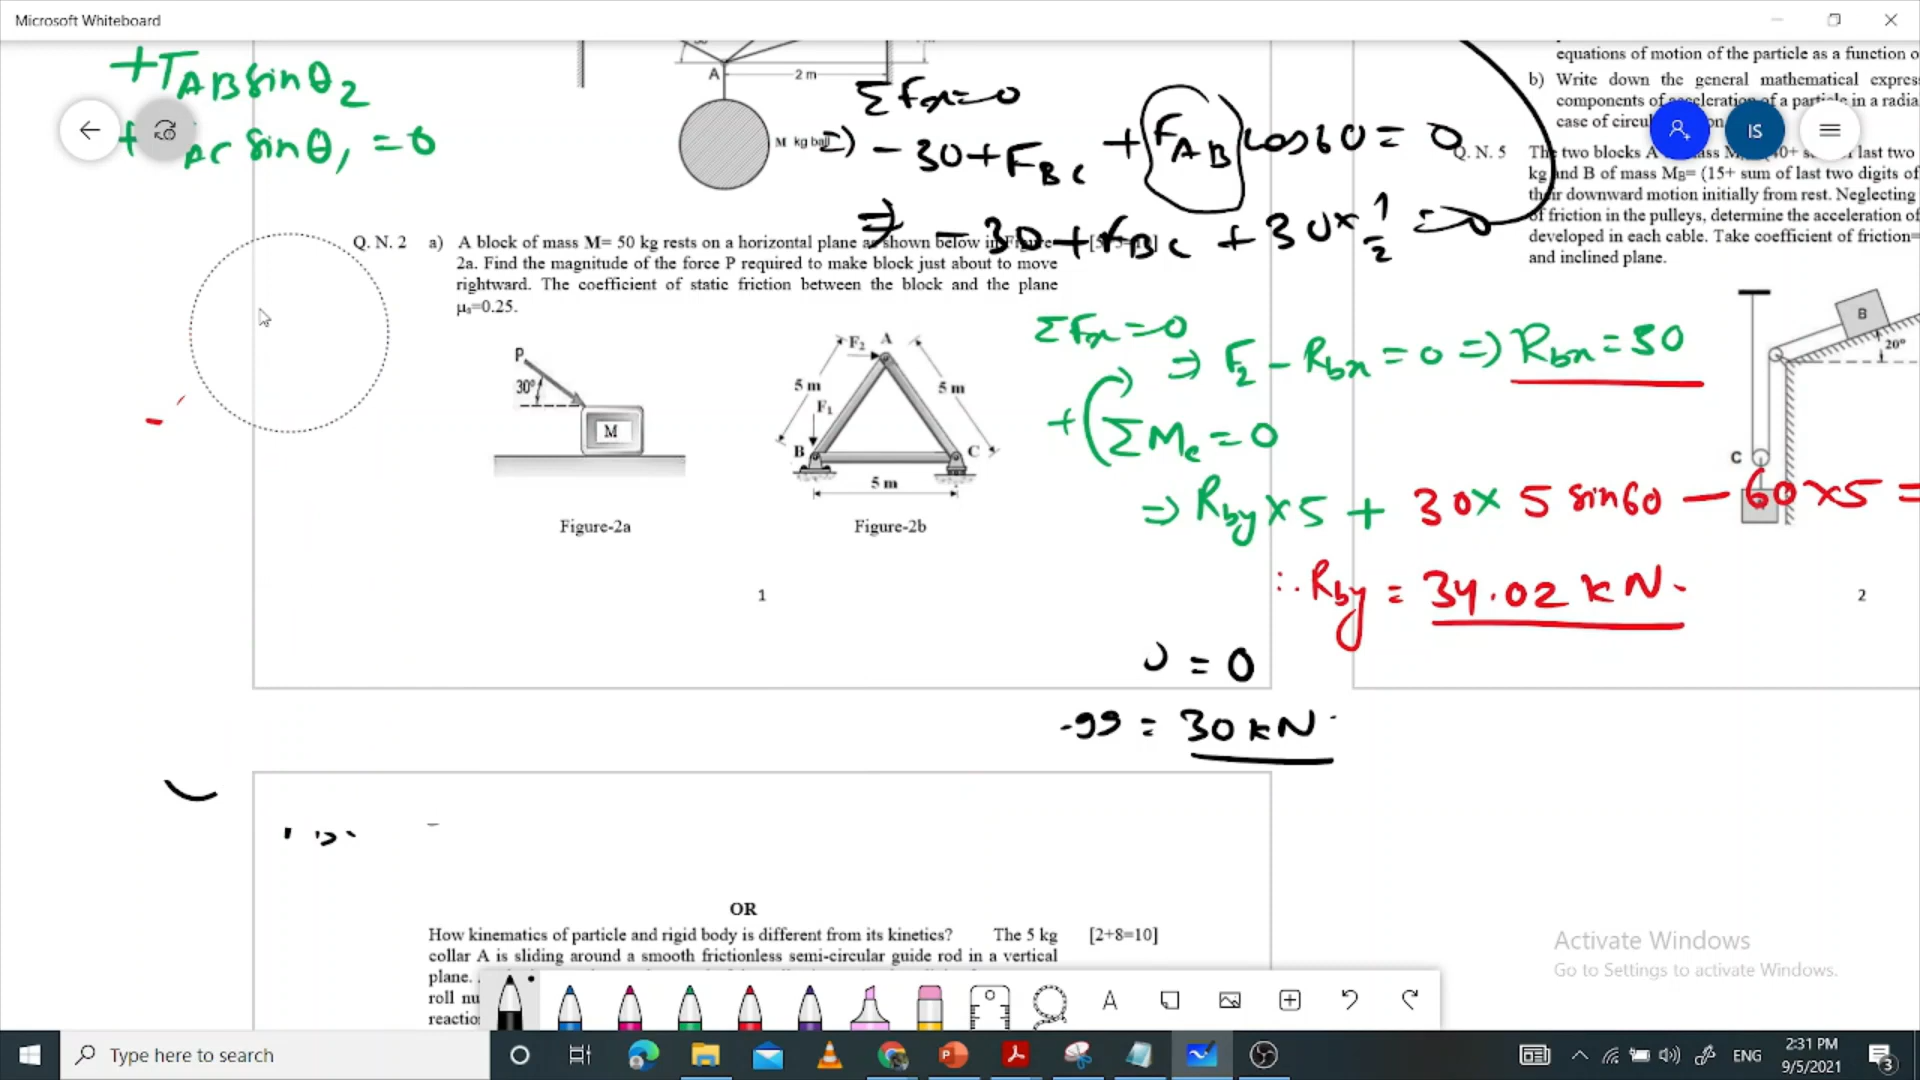 Microsoft Whiteboard
+TAB sinθ2
AC sinθ1 = 0
A
2 m
M kg ball
ΣFx=0
⇒ -30+FBC +FAB cos60 = 0
⇒ -30+FBC + 30×1/2 =0
equations of motion of the particle as a function o
b) Write down the general mathematical expres
components of acceleration of a particle in a radia
case of circul
IS
Q. N. 5 The two blocks A
last two
kg and B of mass MB= (15+ sum of last two digits of
their downward motion initially from rest. Neglecting
of friction in the pulleys, determine the acceleration of
developed in each cable. Take coefficient of friction=
and inclined plane.
Q. N. 2 a) A block of mass M= 50 kg rests on a horizontal plane as shown below in Figure
2a. Find the magnitude of the force P required to make block just about to move
rightward. The coefficient of static friction between the block and the plane
μs=0.25.
P
30°
M
Figure-2a
F2 A
5 m 5 m
F1
B C
5 m
Figure-2b
1
ΣFx=0
⇒ F2 - Rbx = 0 ⇒ Rbx = 30
+ ΣMc = 0
⇒ Rby×5 + 30× 5 sin60 - 60×5 =
∴ Rby = 34.02 kN.
= 0
= 30 kN
B
20°
C
2
OR
How kinematics of particle and rigid body is different from its kinetics? The 5 kg [2+8=10]
collar A is sliding around a smooth frictionless semi-circular guide rod in a vertical
plane.
roll nu
reactio
Activate Windows
Go to Settings to activate Windows.
A
Type here to search
ENG
2:31 PM
9/5/2021
3